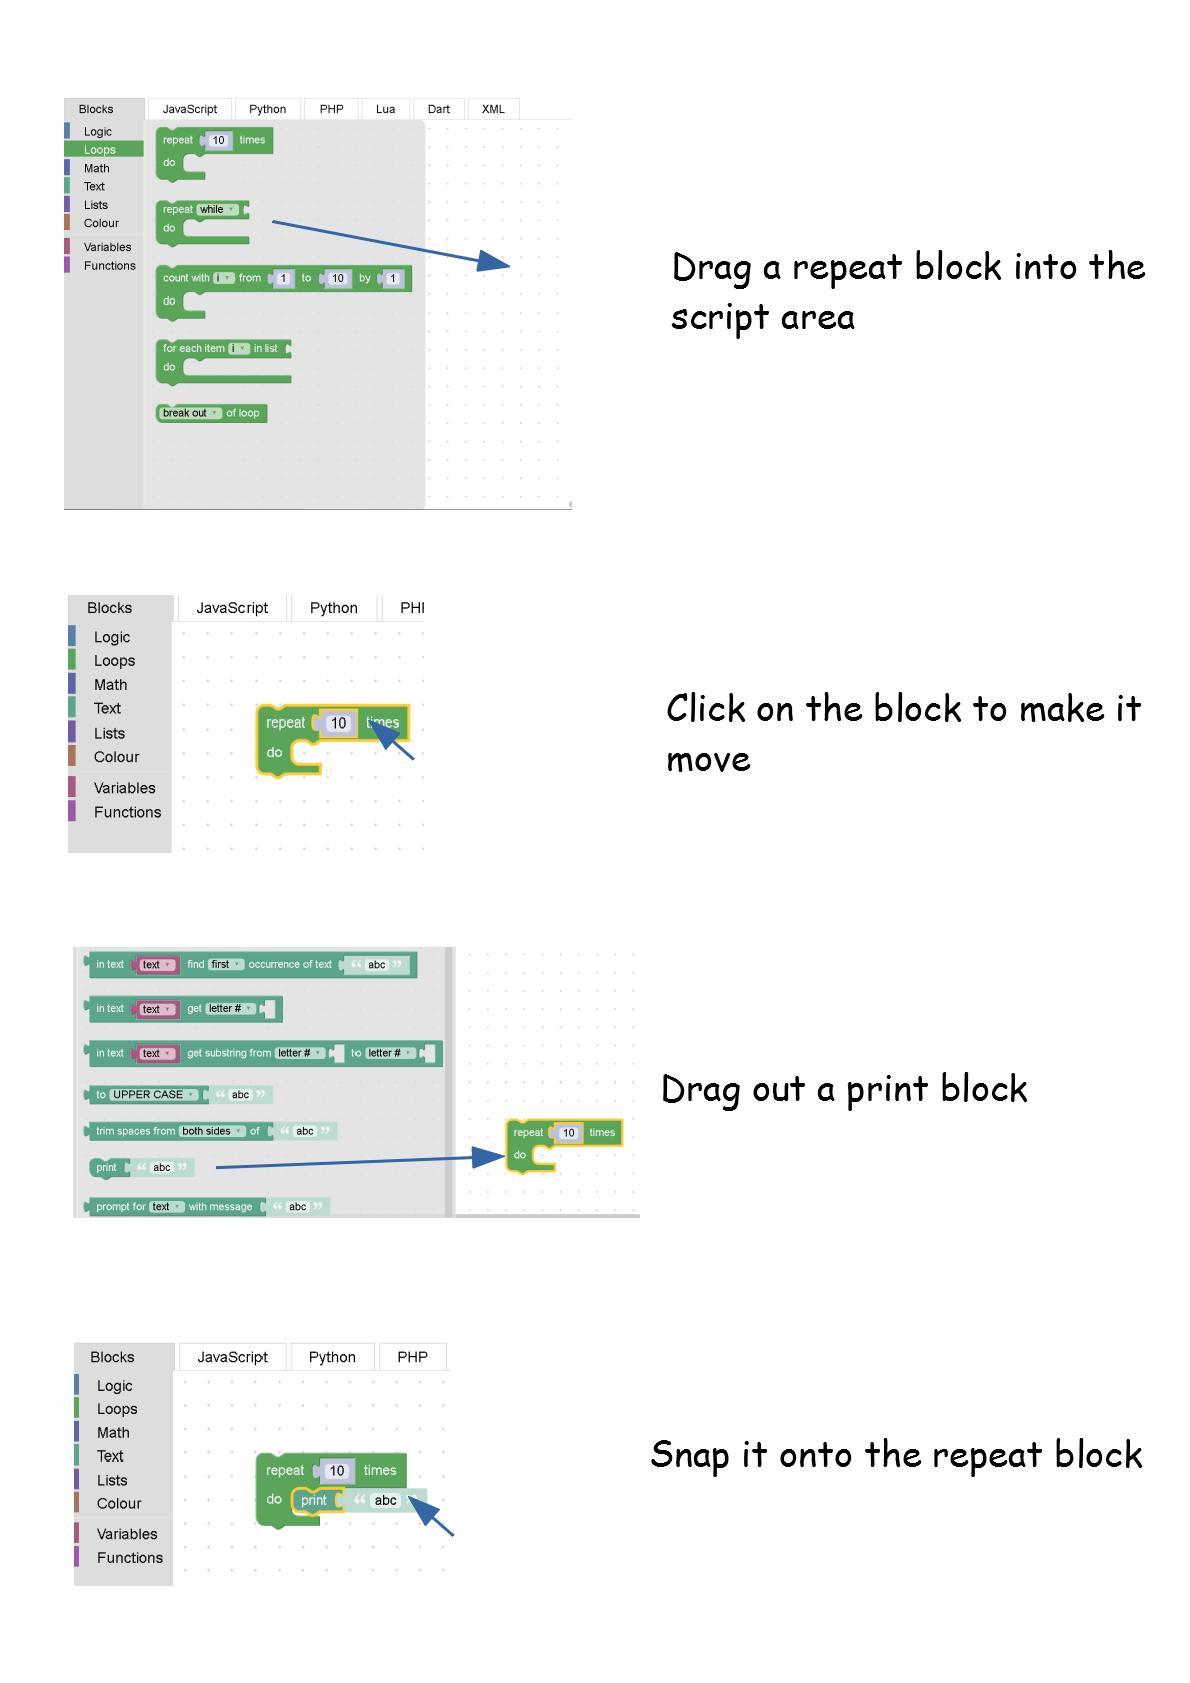 Blocks JavaScript Python PHP Lua Dart XML
Logic
Loops
Math
Text
Lists
Colour
Variables
Functions
repeat 10 times
do
repeat while
do
count with i from 1 to 10 by 1
do
for each item i in list
do
break out of loop
Drag a repeat block into the
script area
Blocks JavaScript Python
Logic
Loops
Math
Text
Lists
Colour
Variables
Functions
repeat 10 times
do
Click on the block to make it
move
in text text find first occurrence of text “ abc ”
in text text get letter #
in text text get substring from letter # to letter #
to UPPER CASE “ abc ”
trim spaces from both sides of “ abc ”
print “ abc ”
prompt for text with message “ abc ”
repeat 10 times
do
Drag out a print block
Blocks JavaScript Python PHP
Logic
Loops
Math
Text
Lists
Colour
Variables
Functions
repeat 10 times
do print “ abc ”
Snap it onto the repeat block